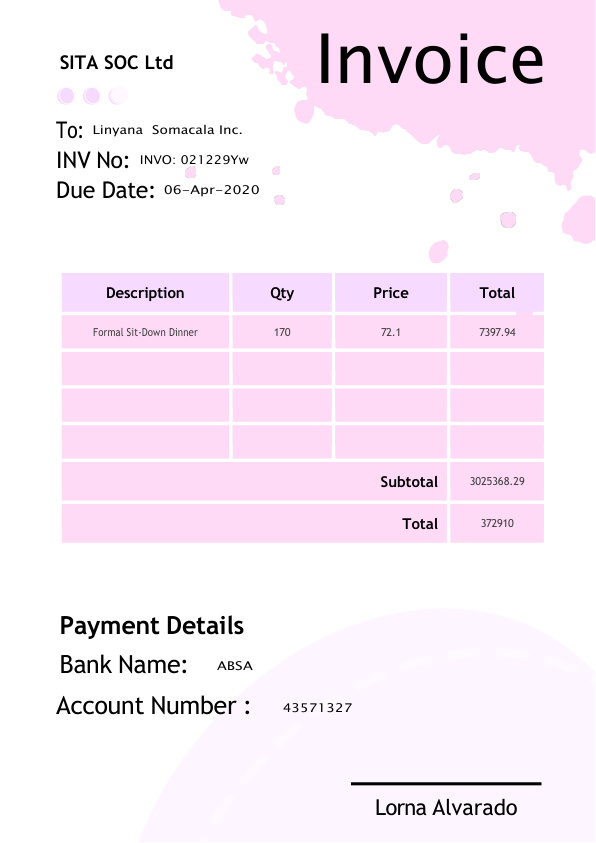 Invoice
SITA SOC Ltd
To: Linyana Somacala Inc.
INV No: INVO: 021229Yw
Due Date: 06-Apr-2020
Description Qty Price Total
Formal Sit-Down Dinner 170 72.1 7397.94
Subtotal 3025368.29
Total 372910
Payment Details
Bank Name: ABSA
Account Number : 43571327
Lorna Alvarado